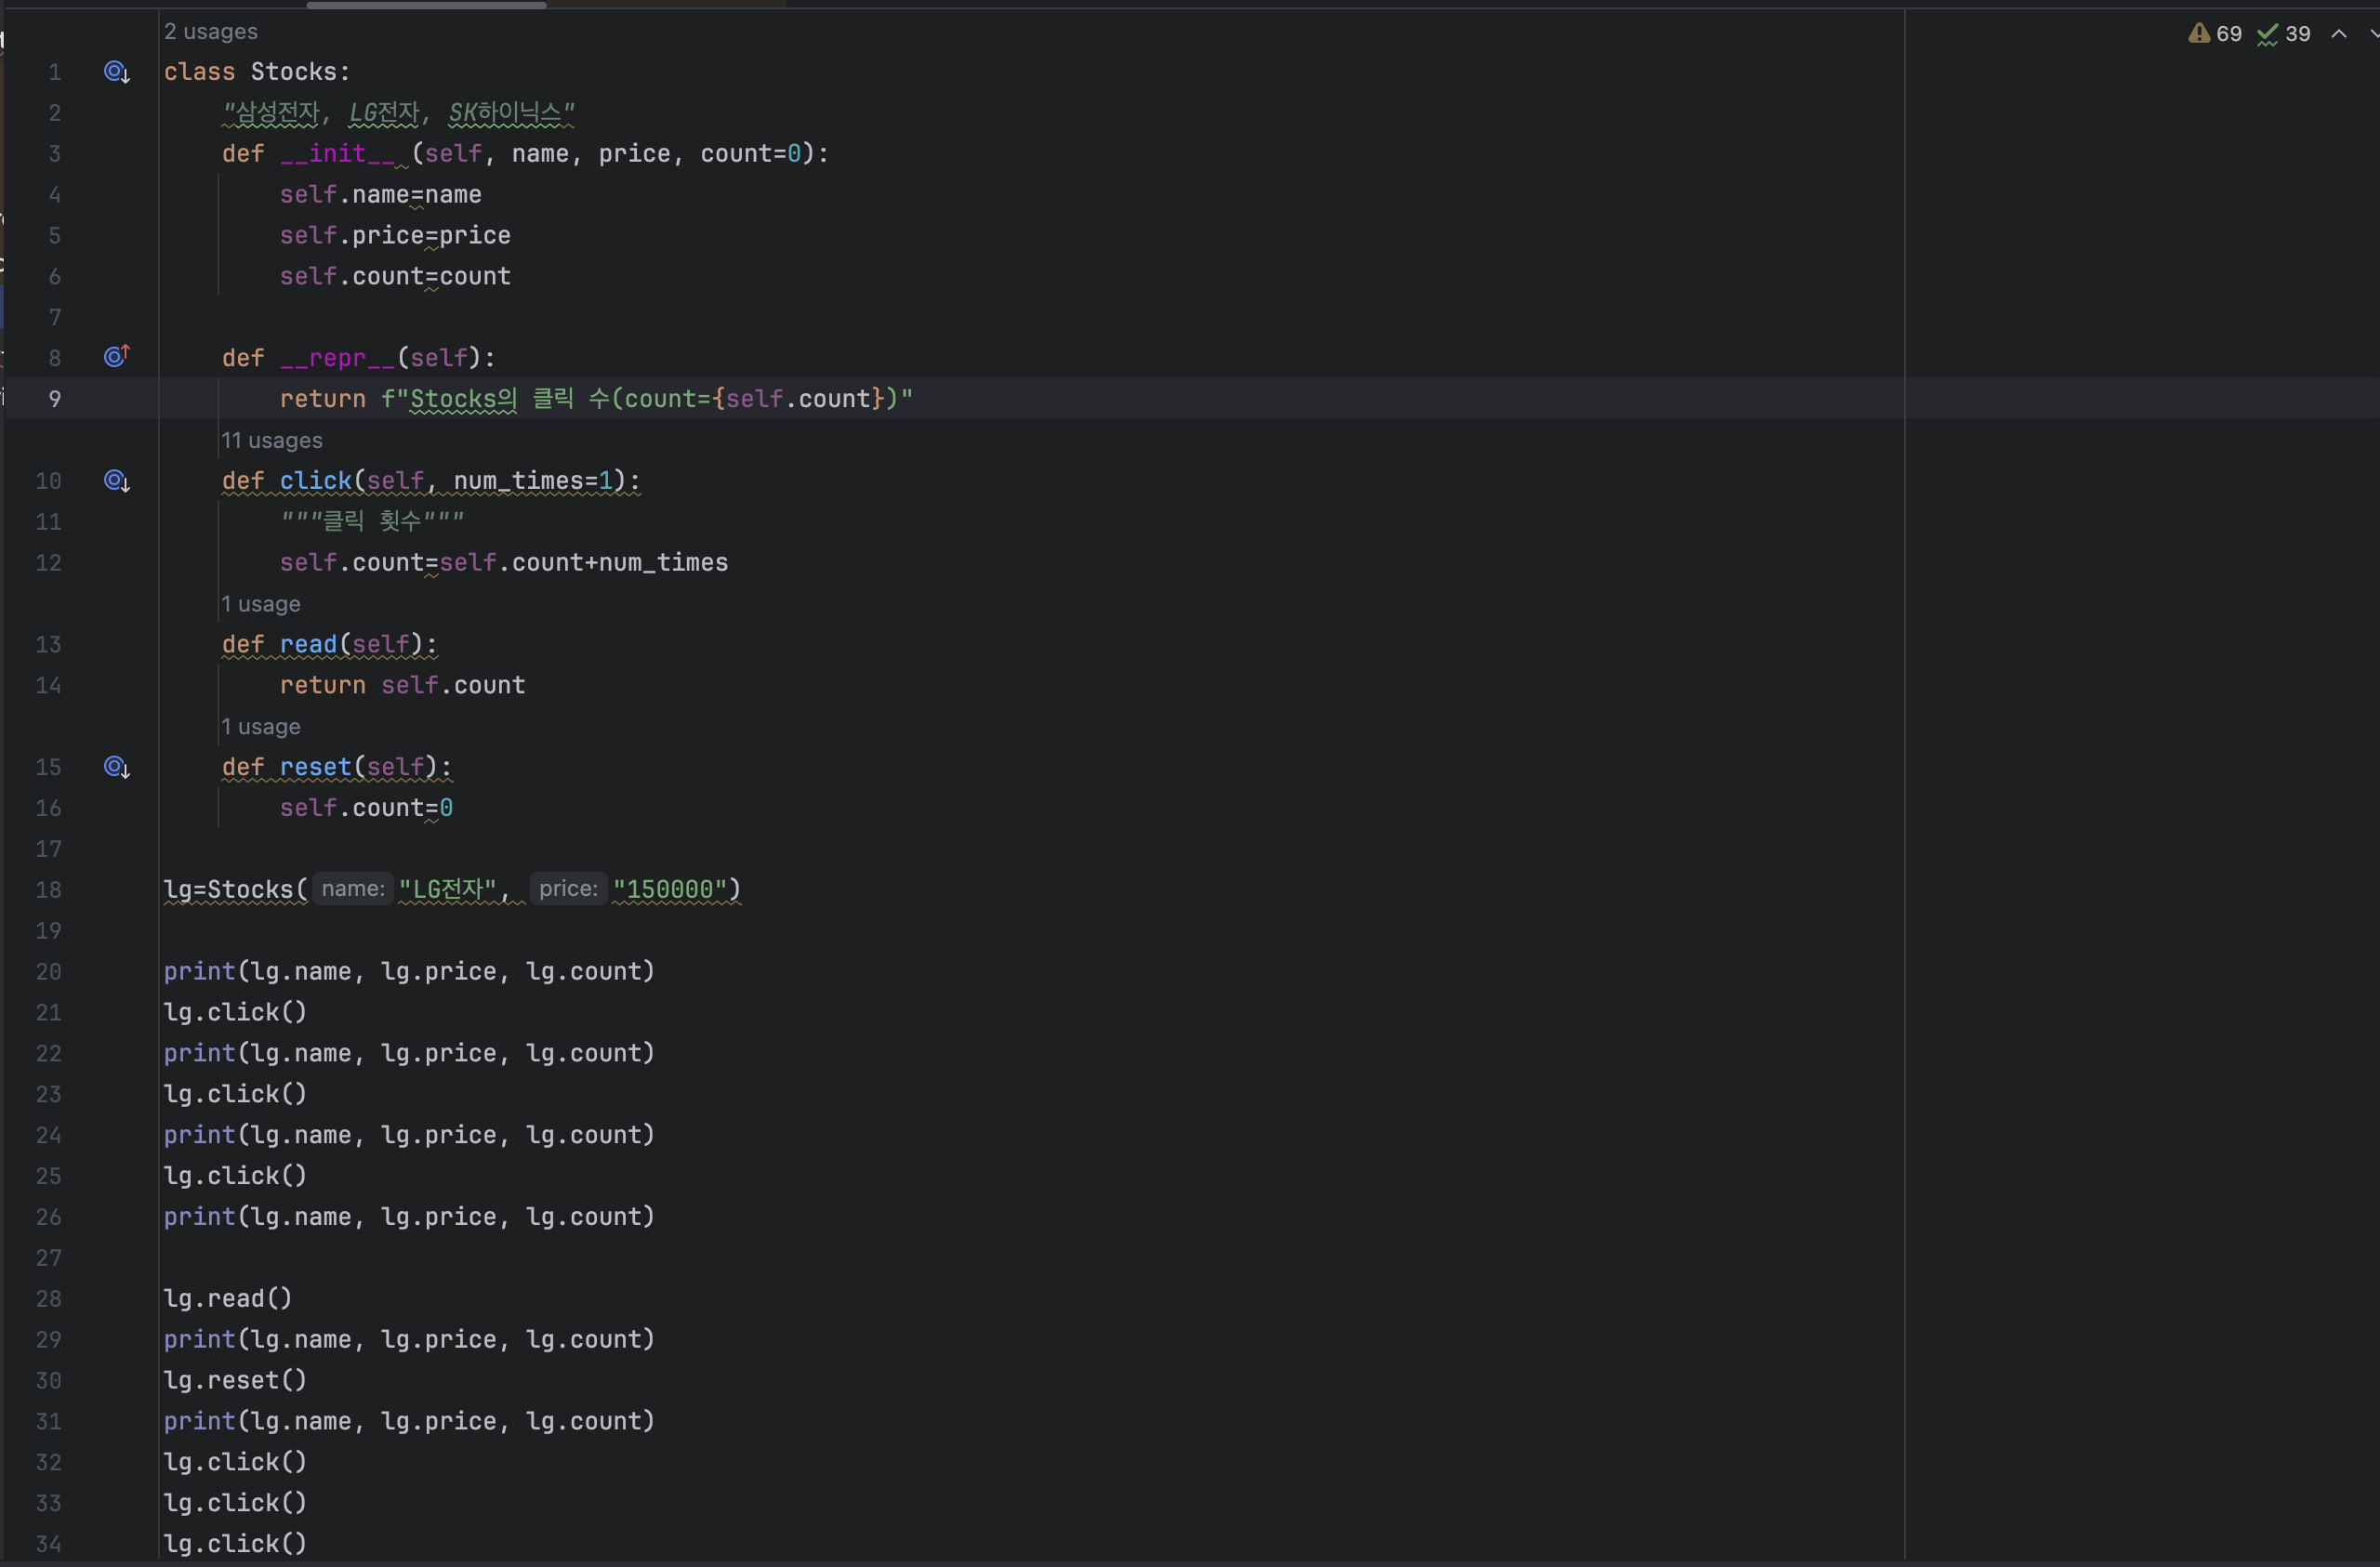 2 usages
69 39
1 class Stocks:
2 "삼성전자, LG전자, SK하이닉스"
3 def __init__ (self, name, price, count=0):
4 self.name=name
5 self.price=price
6 self.count=count
7
8 def __repr__(self):
9 return f"Stocks의 클릭 수(count={self.count})"
11 usages
10 def click(self, num_times=1):
11 """클릭 횟수"""
12 self.count=self.count+num_times
1 usage
13 def read(self):
14 return self.count
1 usage
15 def reset(self):
16 self.count=0
17
18 lg=Stocks( name: "LG전자", price: "150000")
19
20 print(lg.name, lg.price, lg.count)
21 lg.click()
22 print(lg.name, lg.price, lg.count)
23 lg.click()
24 print(lg.name, lg.price, lg.count)
25 lg.click()
26 print(lg.name, lg.price, lg.count)
27
28 lg.read()
29 print(lg.name, lg.price, lg.count)
30 lg.reset()
31 print(lg.name, lg.price, lg.count)
32 lg.click()
33 lg.click()
34 lg.click()